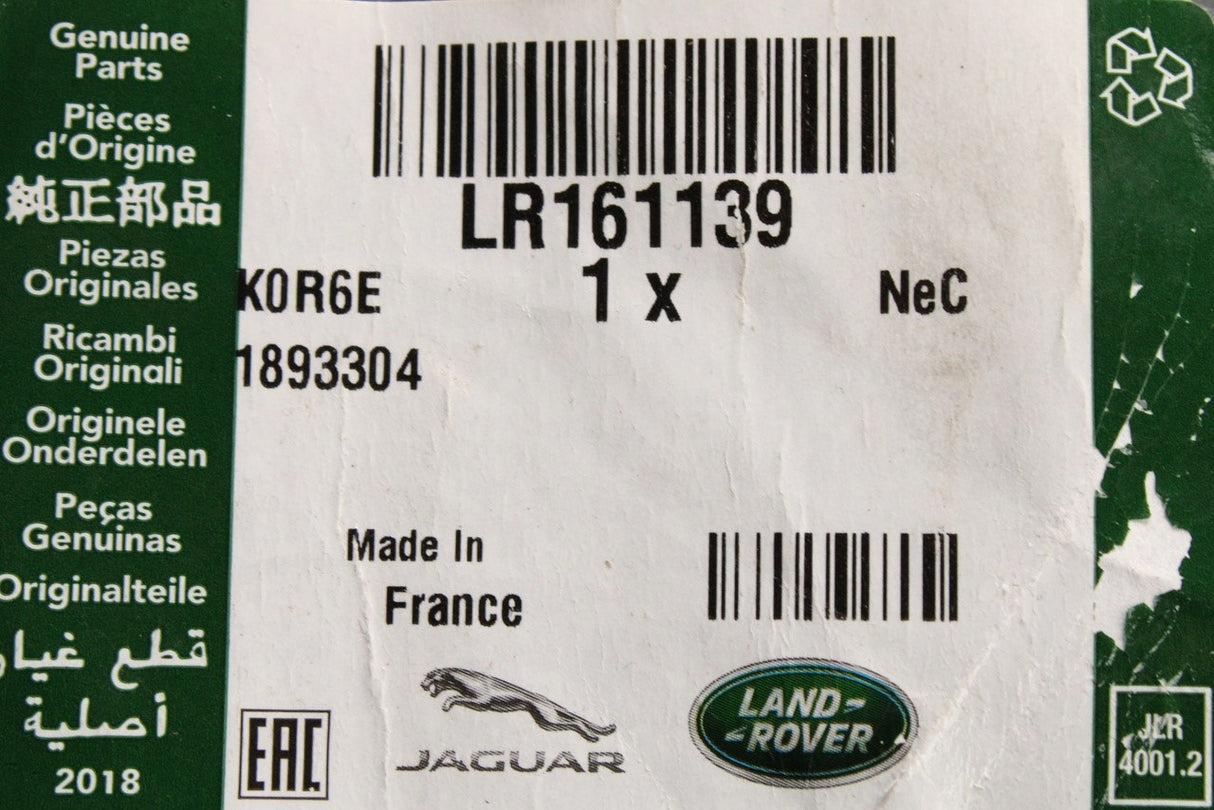 Genuine
Parts
Pièces
d'Origine
純正部品
Piezas
Originales
Ricambi
Originali
Originele
Onderdelen
Peças
Genuinas
Originalteile
قطع غيار
أصلية
2018
LR161139
K0R6E
1 x
NeC
1893304
Made In
France
EAC
JAGUAR
LAND-
-ROVER
JLR
4001.2